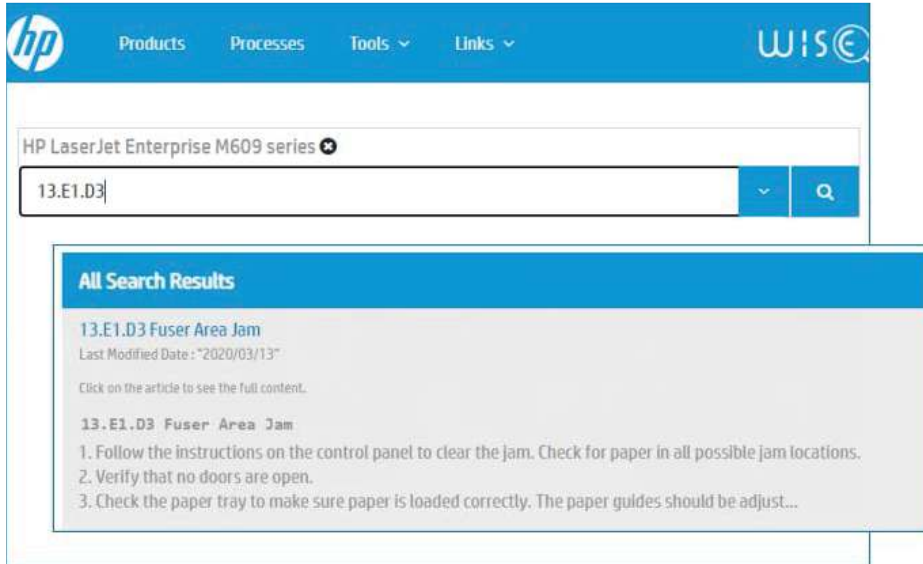 hp Products Processes Tools Links WISE
HP LaserJet Enterprise M609 series
13.E1.D3
All Search Results
13.E1.D3 Fuser Area Jam
Last Modified Date : "2020/03/13"
Click on the article to see the full content.
13.E1.D3 Fuser Area Jam
1. Follow the instructions on the control panel to clear the jam. Check for paper in all possible jam locations.
2. Verify that no doors are open.
3. Check the paper tray to make sure paper is loaded correctly. The paper guides should be adjust...